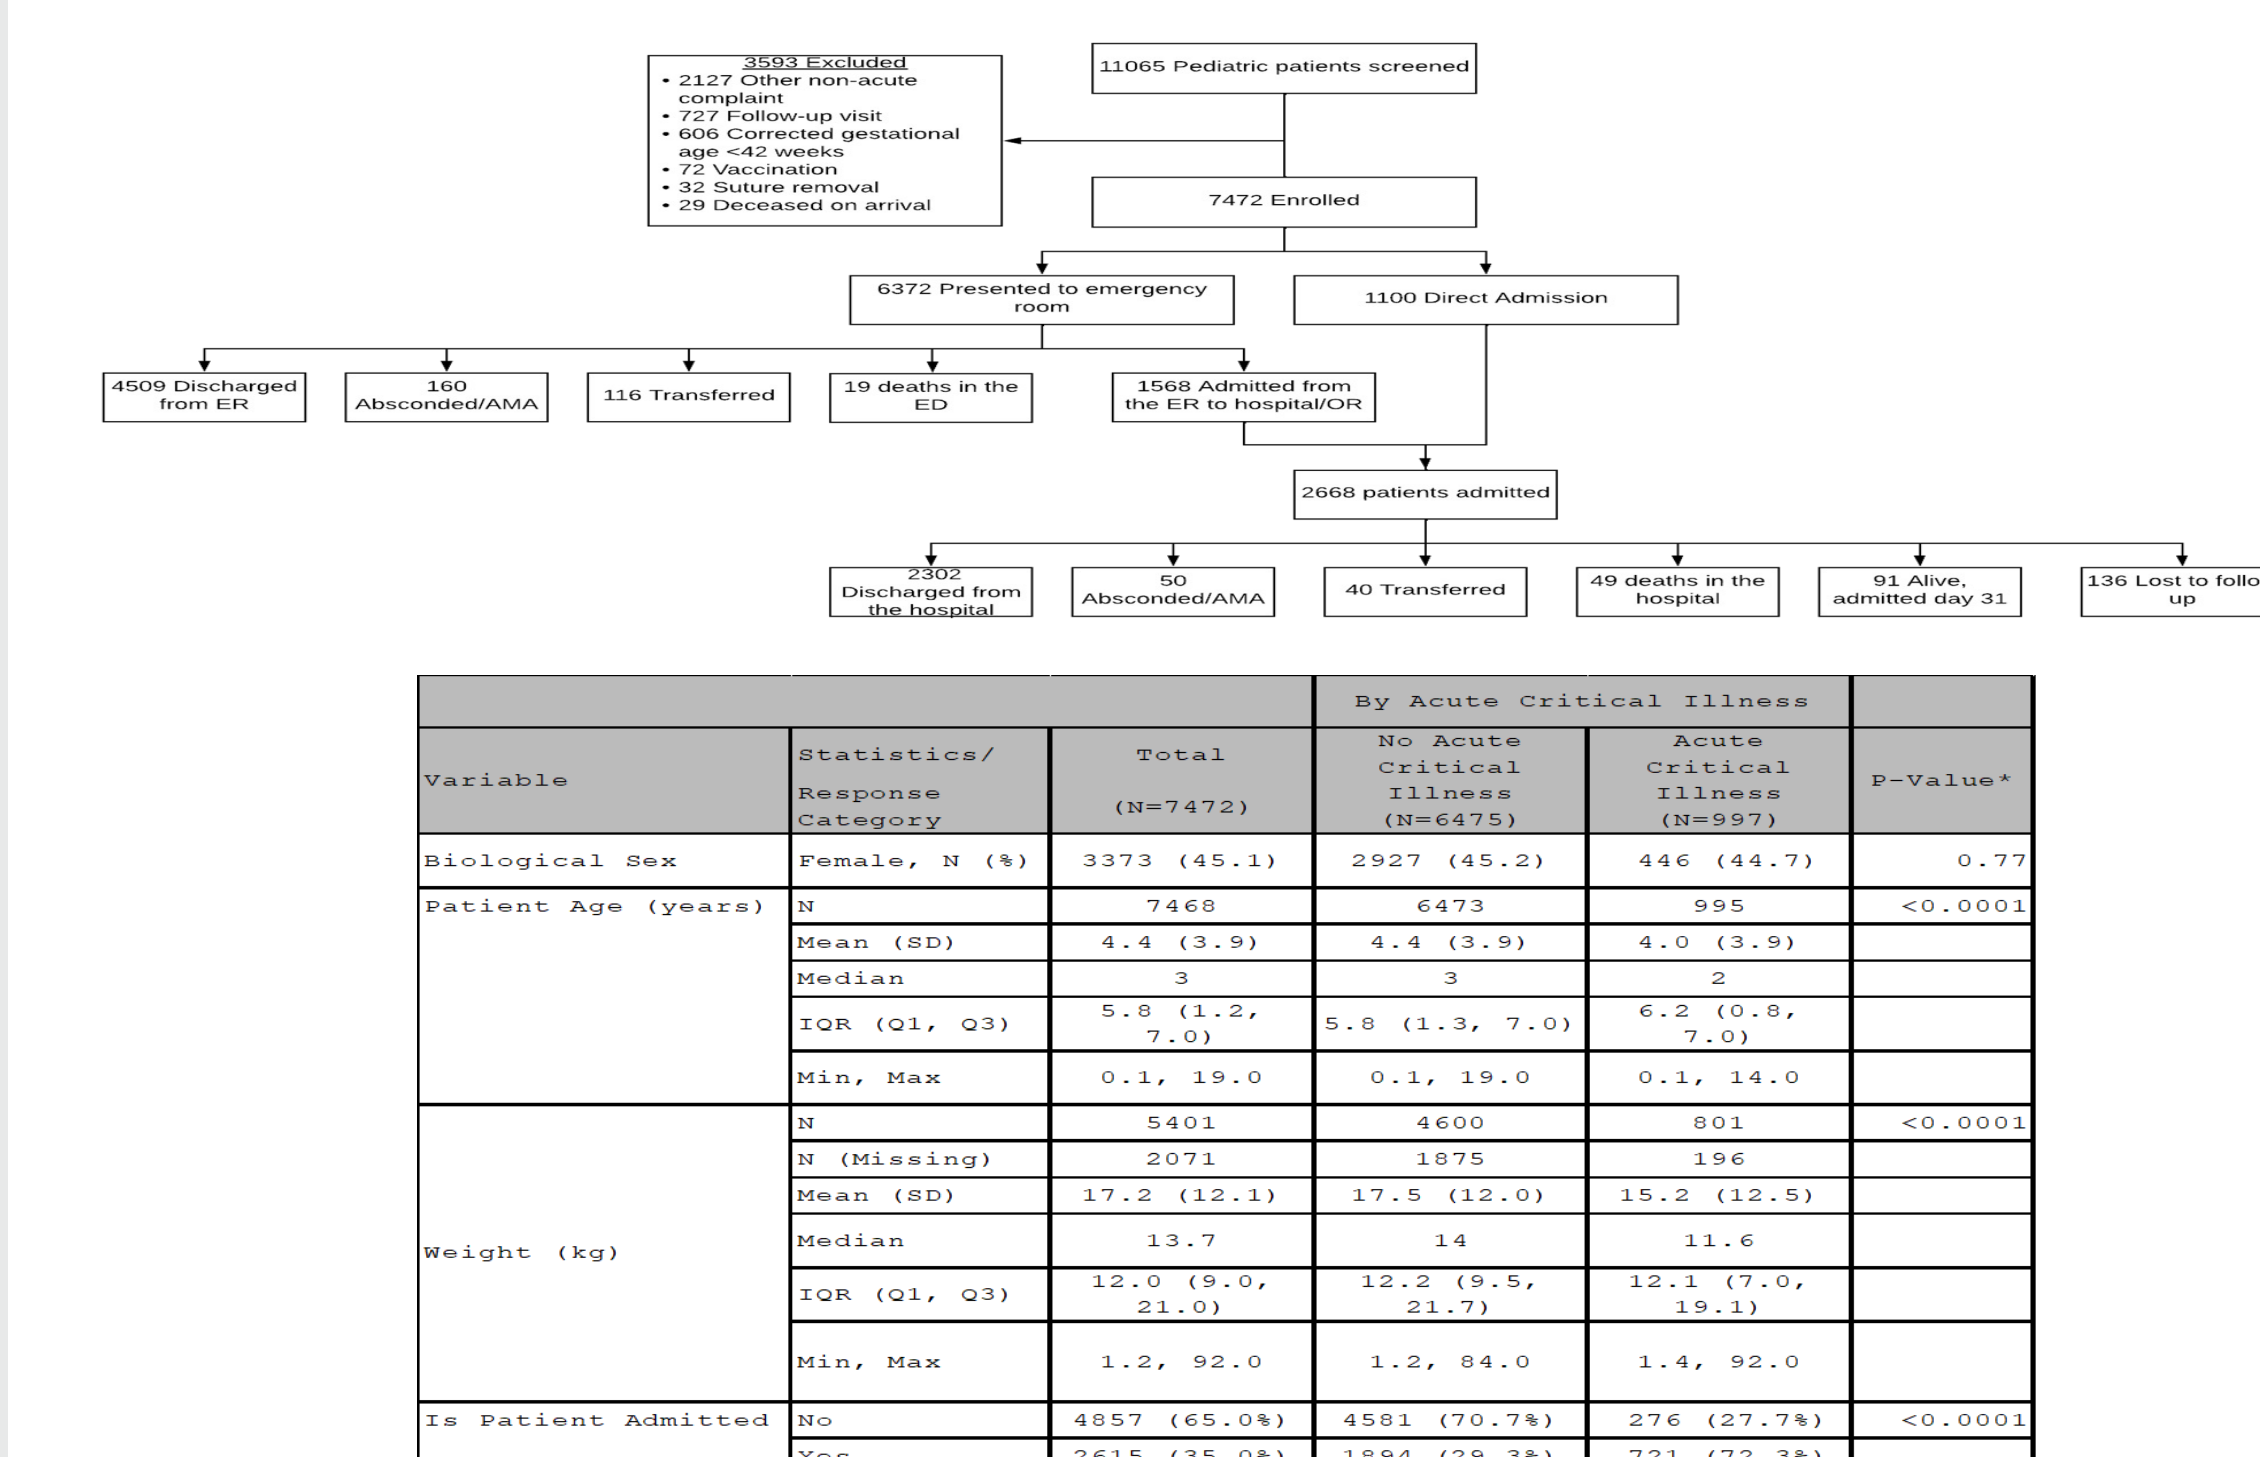 11065 Pediatric patients screened
3593 Excluded
• 2127 Other non-acute
complaint
• 727 Follow-up visit
• 606 Corrected gestational
age <42 weeks
• 72 Vaccination
• 32 Suture removal
• 29 Deceased on arrival
7472 Enrolled
6372 Presented to emergency
room
1100 Direct Admission
4509 Discharged
from ER
160
Absconded/AMA
116 Transferred
19 deaths in the
ED
1568 Admitted from
the ER to hospital/OR
2668 patients admitted
2302
Discharged from
the hospital
50
Absconded/AMA
40 Transferred
49 deaths in the
hospital
91 Alive,
admitted day 31
136 Lost to follo
up
By Acute Critical Illness
Variable
Statistics/
Response
Category
Total
(N=7472)
No Acute
Critical
Illness
(N=6475)
Acute
Critical
Illness
(N=997)
P-Value*
Biological Sex Female, N (%) 3373 (45.1) 2927 (45.2) 446 (44.7) 0.77
Patient Age (years) N 7468 6473 995 <0.0001
Mean (SD) 4.4 (3.9) 4.4 (3.9) 4.0 (3.9)
Median 3 3 2
IQR (Q1, Q3) 5.8 (1.2, 7.0) 5.8 (1.3, 7.0) 6.2 (0.8, 7.0)
Min, Max 0.1, 19.0 0.1, 19.0 0.1, 14.0
Weight (kg) N 5401 4600 801 <0.0001
N (Missing) 2071 1875 196
Mean (SD) 17.2 (12.1) 17.5 (12.0) 15.2 (12.5)
Median 13.7 14 11.6
IQR (Q1, Q3) 12.0 (9.0, 21.0) 12.2 (9.5, 21.7) 12.1 (7.0, 19.1)
Min, Max 1.2, 92.0 1.2, 84.0 1.4, 92.0
Is Patient Admitted No 4857 (65.0%) 4581 (70.7%) 276 (27.7%) <0.0001
Yes 2615 (35.0%) 1894 (29.3%) 721 (72.3%)